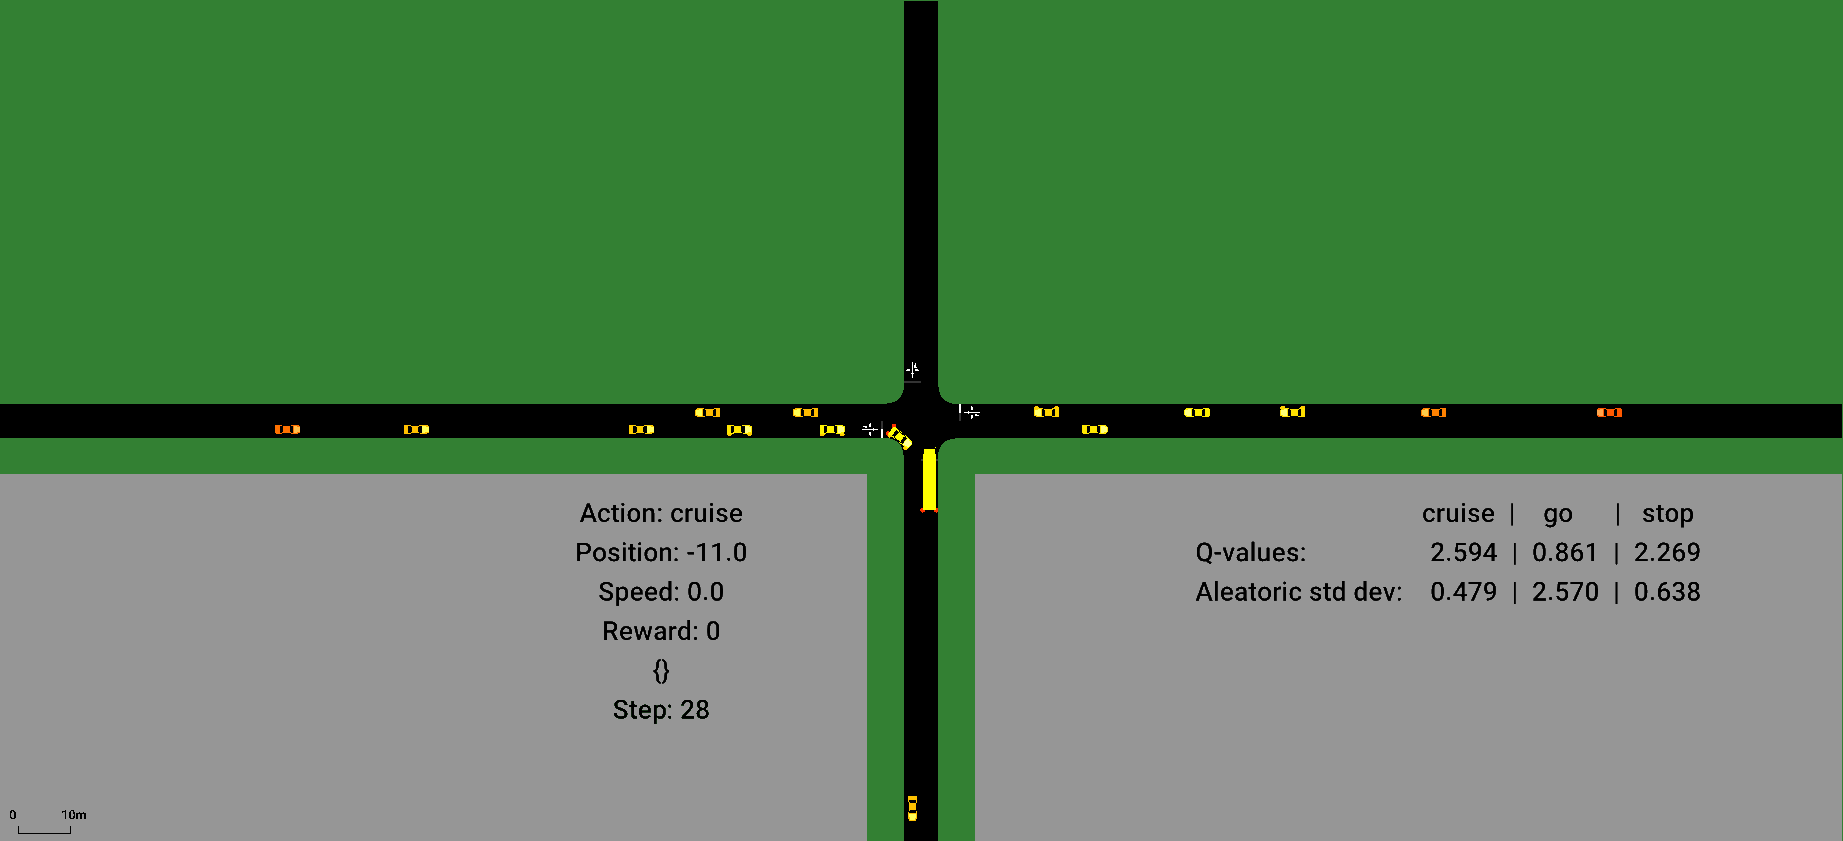 Action: cruise
Position: -11.0
Speed: 0.0
Reward: 0
{}
Step: 28
cruise | go | stop
Q-values: 2.594 | 0.861 | 2.269
Aleatoric std dev: 0.479 | 2.570 | 0.638
0 10m